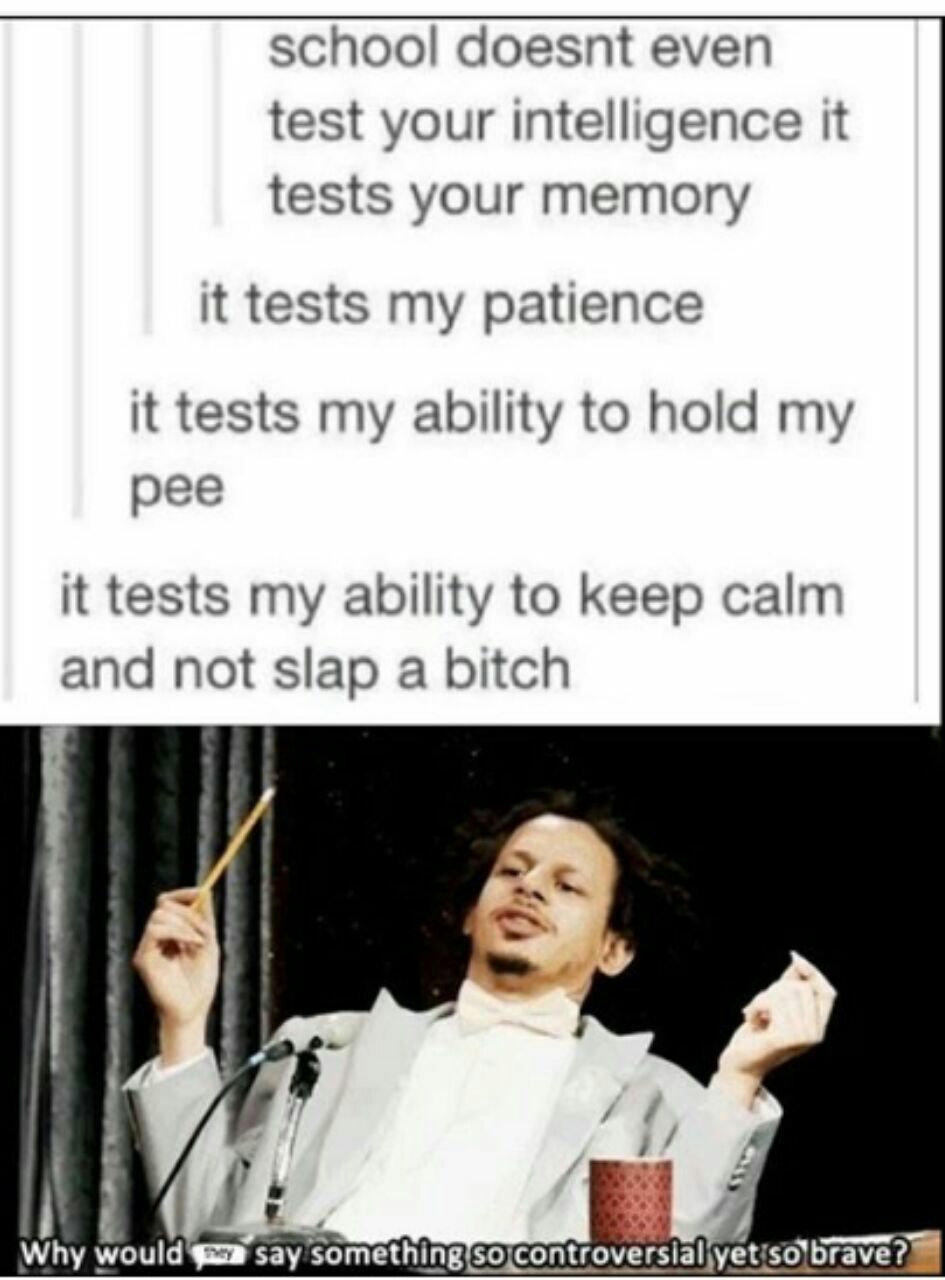 school doesnt even
test your intelligence it
tests your memory
it tests my patience
it tests my ability to hold my
pee
it tests my ability to keep calm
and not slap a bitch
Why would they say something so controversial yet so brave?